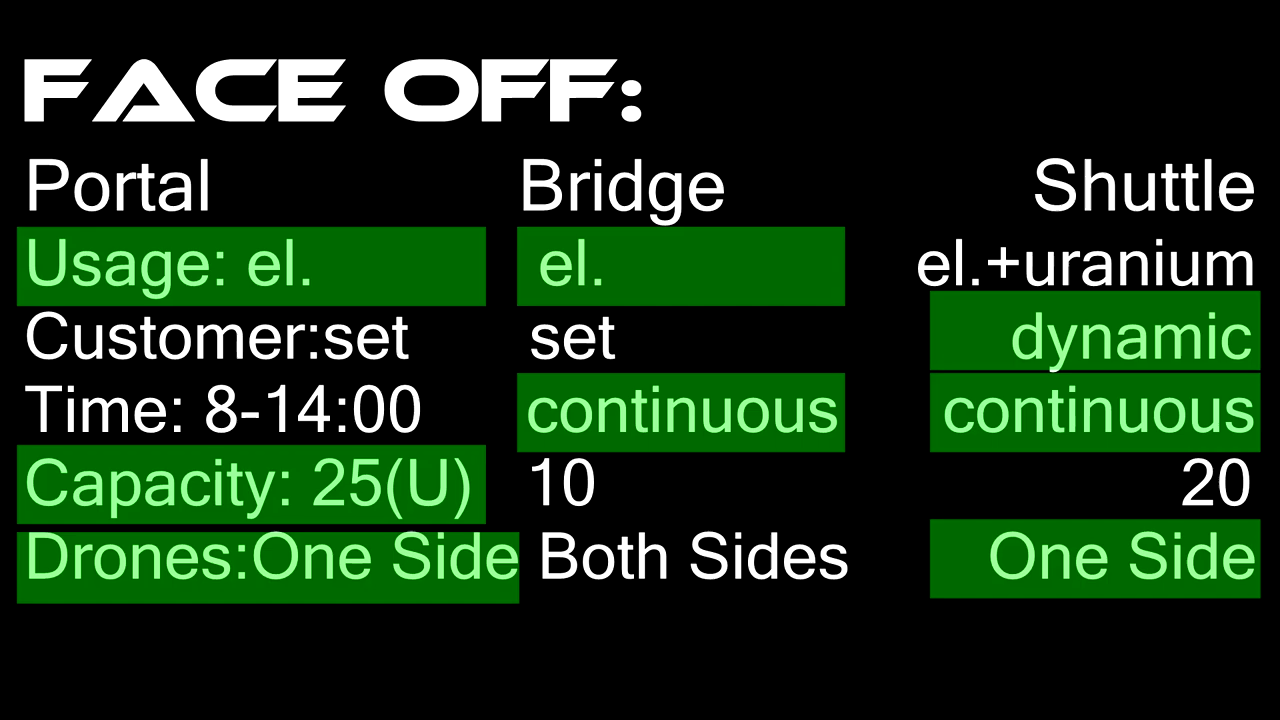 FACE OFF:
Portal Bridge Shuttle
Usage: el. el. el.+uranium
Customer:set set dynamic
Time: 8-14:00 continuous continuous
Capacity: 25(U) 10 20
Drones:One Side Both Sides One Side